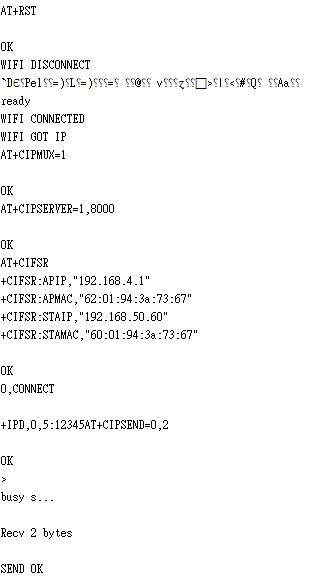 AT+RST
OK
WIFI DISCONNECT
ready
WIFI CONNECTED
WIFI GOT IP
AT+CIPMUX=1
OK
AT+CIPSERVER=1,8000
OK
AT+CIFSR
+CIFSR:APIP,"192.168.4.1"
+CIFSR:APMAC,"62:01:94:3a:73:67"
+CIFSR:STAIP,"192.168.50.60"
+CIFSR:STAMAC,"60:01:94:3a:73:67"
OK
0,CONNECT
+IPD,0,5:12345AT+CIPSEND=0,2
OK
>
busy s...
Recv 2 bytes
SEND OK